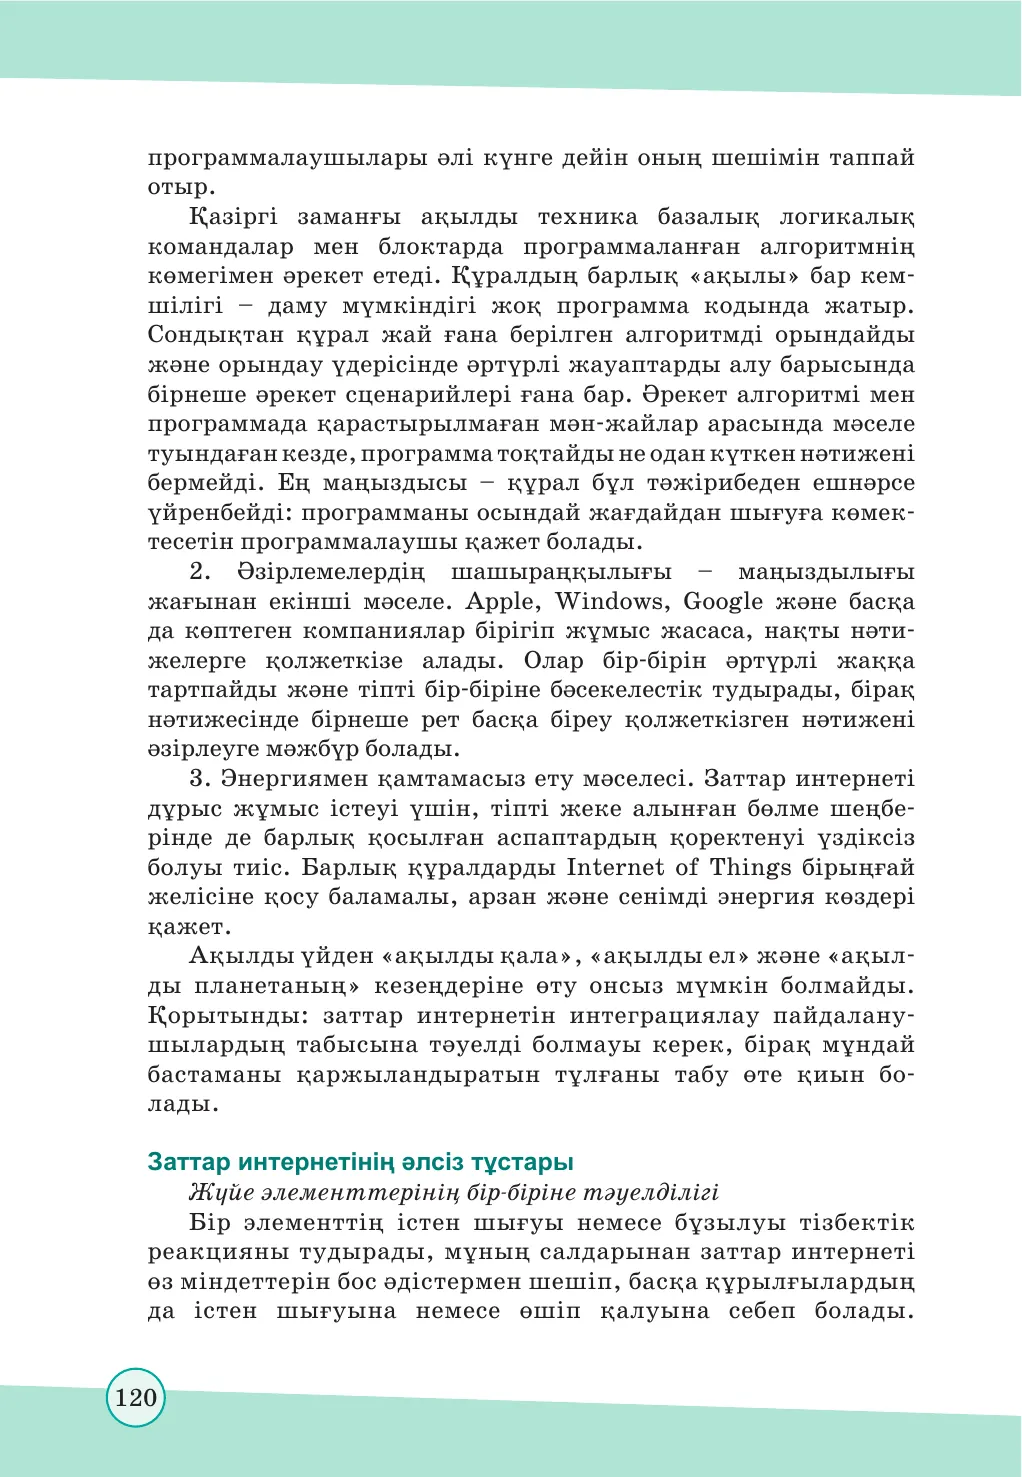 программалаушылары әлі күнге дейін оның шешімін таппай
отыр.
Қазіргі заманғы ақылды техника базалық логикалық
командалар мен блоктарда программаланған алгоритмнің
көмегімен әрекет етеді. Құралдың барлық «ақылы» бар кем-
шілігі – даму мүмкіндігі жоқ программа кодында жатыр.
Сондықтан құрал жай ғана берілген алгоритмді орындайды
және орындау үдерісінде әртүрлі жауаптарды алу барысында
бірнеше әрекет сценарийлері ғана бар. Әрекет алгоритмі мен
программада қарастырылмаған мән-жайлар арасында мәселе
туындаған кезде, программа тоқтайды не одан күткен нәтижені
бермейді. Ең маңыздысы – құрал бұл тәжірибеден ешнәрсе
үйренбейді: программаны осындай жағдайдан шығуға көмек-
тесетін программалаушы қажет болады.
2. Әзірлемелердің шашыраңқылығы – маңыздылығы
жағынан екінші мәселе. Apple, Windows, Google және басқа
да көптеген компаниялар бірігіп жұмыс жасаса, нақты нәти-
желерге қолжеткізе алады. Олар бір-бірін әртүрлі жаққа
тартпайды және тіпті бір-біріне бәсекелестік тудырады, бірақ
нәтижесінде бірнеше рет басқа біреу қолжеткізген нәтижені
әзірлеуге мәжбүр болады.
3. Энергиямен қамтамасыз ету мәселесі. Заттар интернеті
дұрыс жұмыс істеуі үшін, тіпті жеке алынған бөлме шеңбе-
рінде де барлық қосылған аспаптардың қоректенуі үздіксіз
болуы тиіс. Барлық құралдарды Internet of Things бірыңғай
желісіне қосу баламалы, арзан және сенімді энергия көздері
қажет.
Ақылды үйден «ақылды қала», «ақылды ел» және «ақыл-
ды планетаның» кезеңдеріне өту онсыз мүмкін болмайды.
Қорытынды: заттар интернетін интеграциялау пайдалану-
шылардың табысына тәуелді болмауы керек, бірақ мұндай
бастаманы қаржыландыратын тұлғаны табу өте қиын бо-
лады.
Заттар интернетінің әлсіз тұстары
Жүйе элементтерінің бір-біріне тәуелділігі
Бір элементтің істен шығуы немесе бұзылуы тізбектік
реакцияны тудырады, мұның салдарынан заттар интернеті
өз міндеттерін бос әдістермен шешіп, басқа құрылғылардың
да істен шығуына немесе өшіп қалуына себеп болады.
120